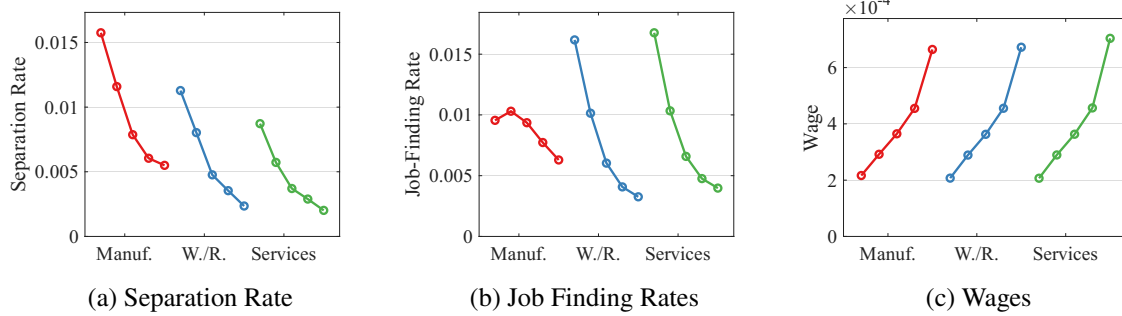 Separation Rate
0.015
0.01
0.005
0
Manuf. W./R. Services
(a) Separation Rate
Job-Finding Rate
0.015
0.01
0.005
0
Manuf. W./R. Services
(b) Job Finding Rates
×10⁻⁴
Wage
6
4
2
0
Manuf. W./R. Services
(c) Wages